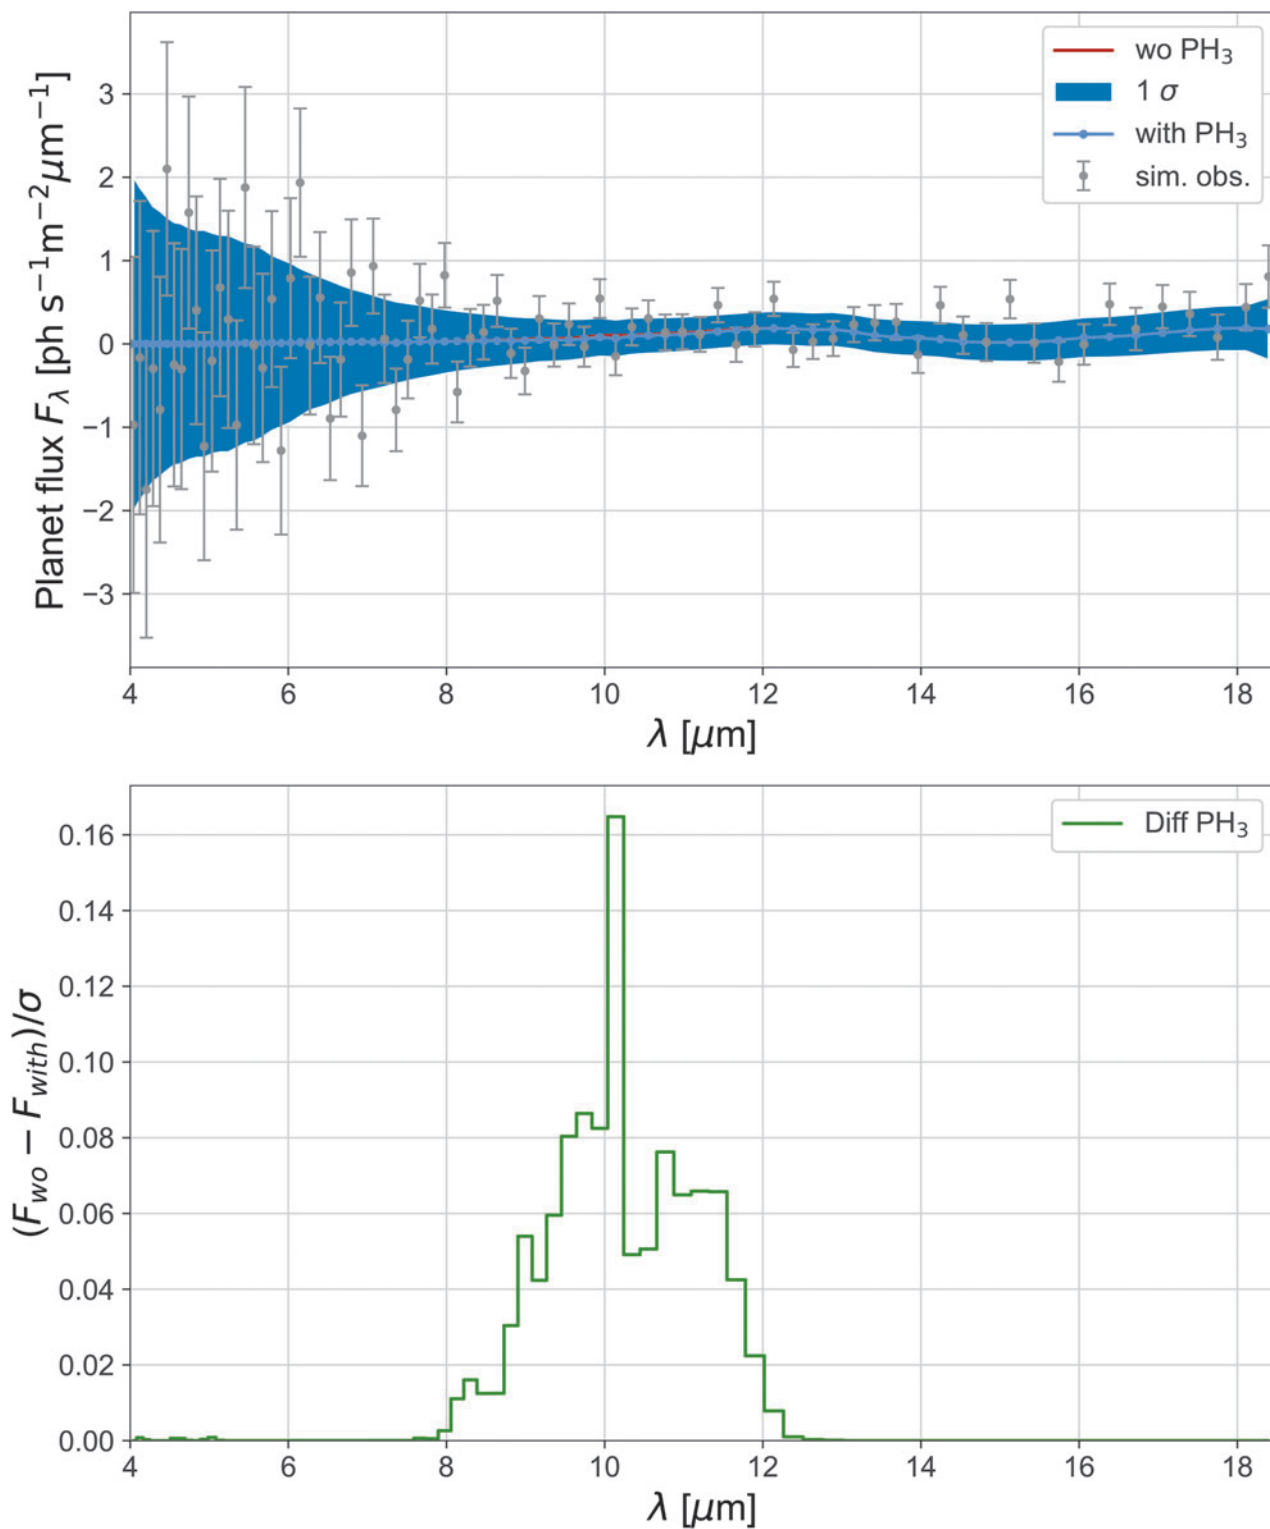 Planet flux F_λ [ph s⁻¹m⁻²μm⁻¹]
3
2
1
0
−1
−2
−3
wo PH₃
1 σ
with PH₃
sim. obs.
4 6 8 10 12 14 16 18
λ [μm]
(F_wo − F_with)/σ
0.16
0.14
0.12
0.10
0.08
0.06
0.04
0.02
0.00
Diff PH₃
4 6 8 10 12 14 16 18
λ [μm]